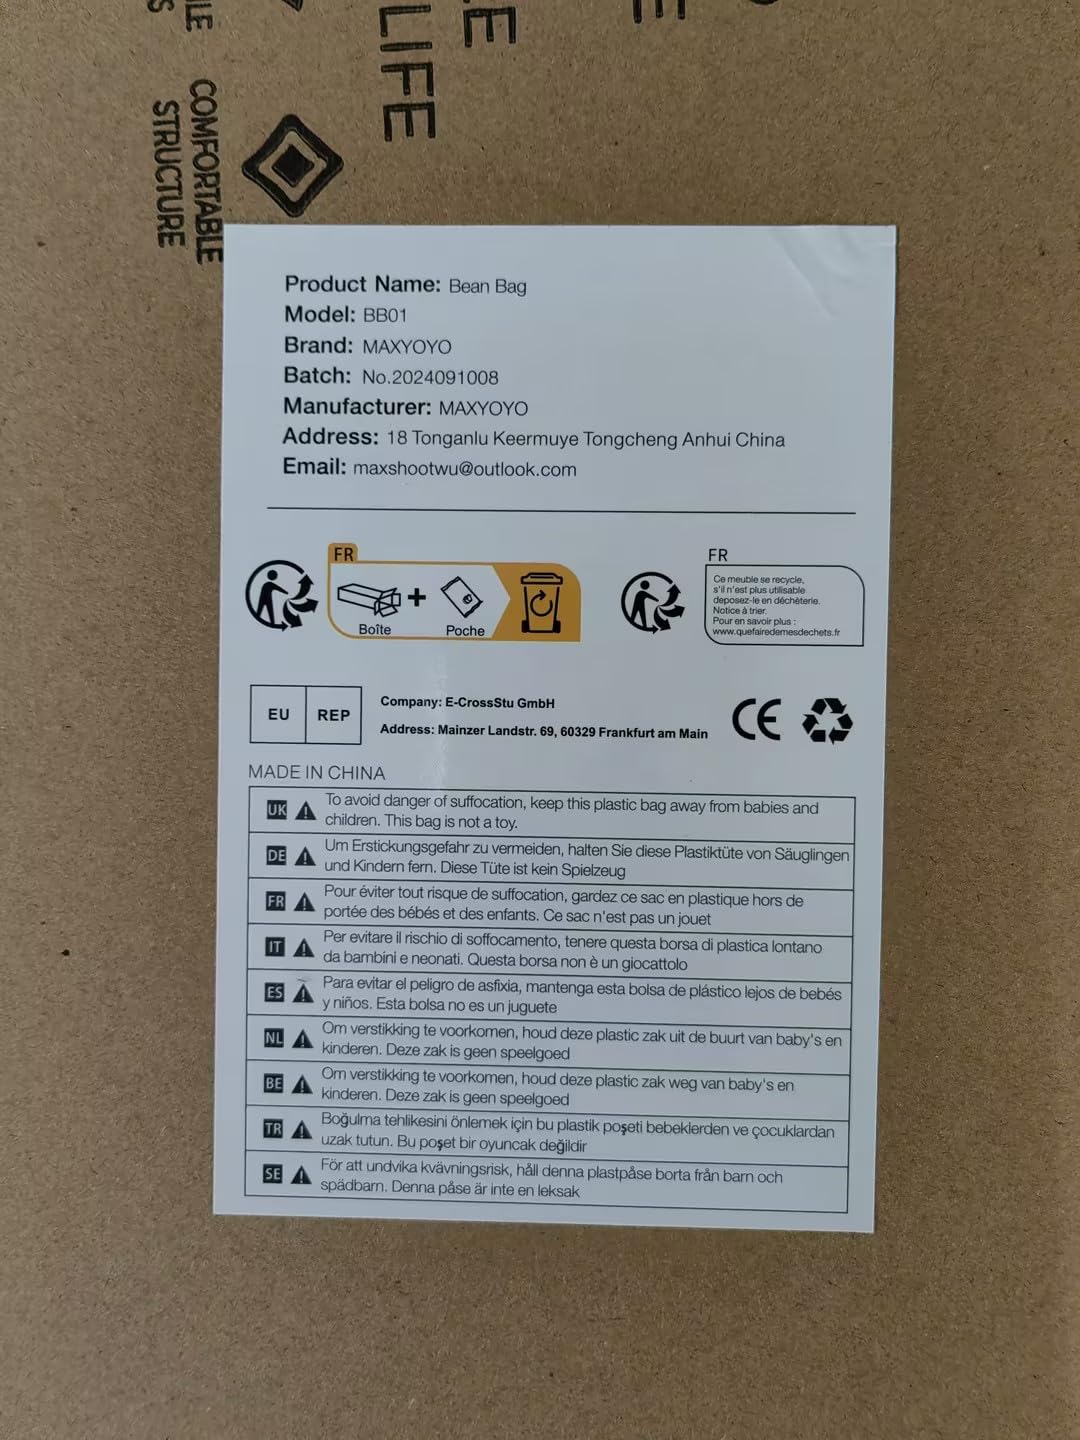 LIFE
COMFORTABLE
STRUCTURE
Product Name: Bean Bag
Model: BB01
Brand: MAXYOYO
Batch: No.2024091008
Manufacturer: MAXYOYO
Address: 18 Tonganlu Keermuye Tongcheng Anhui China
Email: maxshootwu@outlook.com
FR
Boîte + Poche
FR
Ce meuble se recycle,
s'il n'est plus utilisable
deposez-le en déchèterie.
Notice à trier.
Pour en savoir plus :
www.quefairedemesdechets.fr
EU REP
Company: E-CrossStu GmbH
Address: Mainzer Landstr. 69, 60329 Frankfurt am Main
CE
MADE IN CHINA
UK To avoid danger of suffocation, keep this plastic bag away from babies and
children. This bag is not a toy.
DE Um Erstickungsgefahr zu vermeiden, halten Sie diese Plastiktüte von Säuglingen
und Kindern fern. Diese Tüte ist kein Spielzeug
FR Pour éviter tout risque de suffocation, gardez ce sac en plastique hors de
portée des bébés et des enfants. Ce sac n'est pas un jouet
IT Per evitare il rischio di soffocamento, tenere questa borsa di plastica lontano
da bambini e neonati. Questa borsa non è un giocattolo
ES Para evitar el peligro de asfixia, mantenga esta bolsa de plástico lejos de bebés
y niños. Esta bolsa no es un juguete
NL Om verstikking te voorkomen, houd deze plastic zak uit de buurt van baby's en
kinderen. Deze zak is geen speelgoed
BE Om verstikking te voorkomen, houd deze plastic zak weg van baby's en
kinderen. Deze zak is geen speelgoed
TR Boğulma tehlikesini önlemek için bu plastik poşeti bebeklerden ve çocuklardan
uzak tutun. Bu poşet bir oyuncak değildir
SE För att undvika kvävningsrisk, håll denna plastpåse borta från barn och
spädbarn. Denna påse är inte en leksak